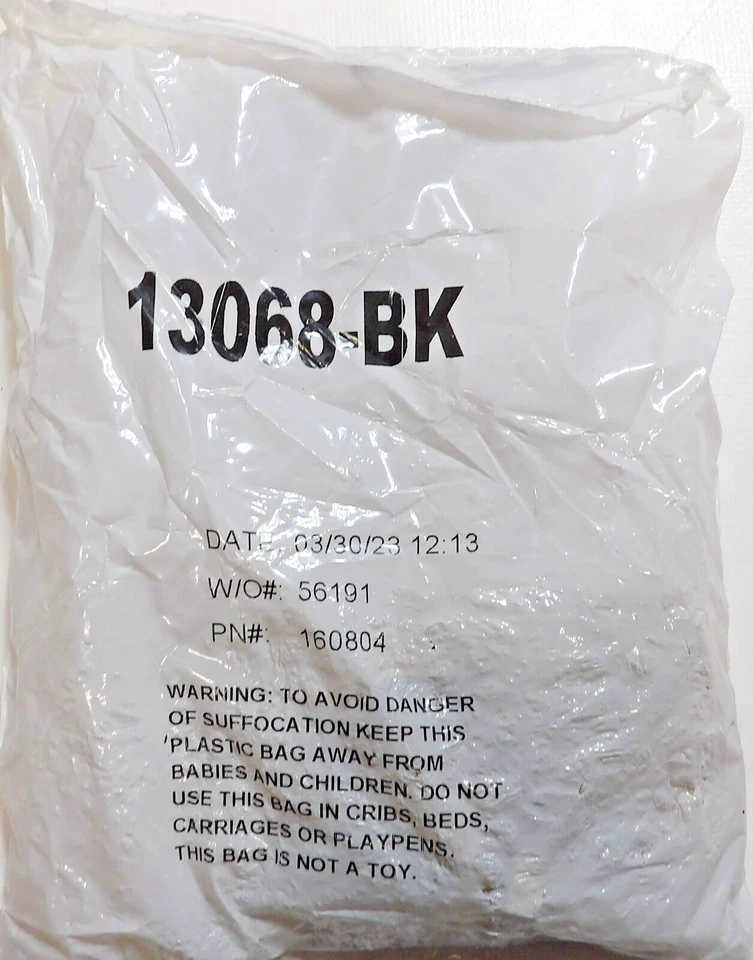 13068-BK
DATE: 03/30/23 12:13
W/O#: 56191
PN#: 160804
WARNING: TO AVOID DANGER
OF SUFFOCATION KEEP THIS
PLASTIC BAG AWAY FROM
BABIES AND CHILDREN. DO NOT
USE THIS BAG IN CRIBS, BEDS,
CARRIAGES OR PLAYPENS.
THIS BAG IS NOT A TOY.